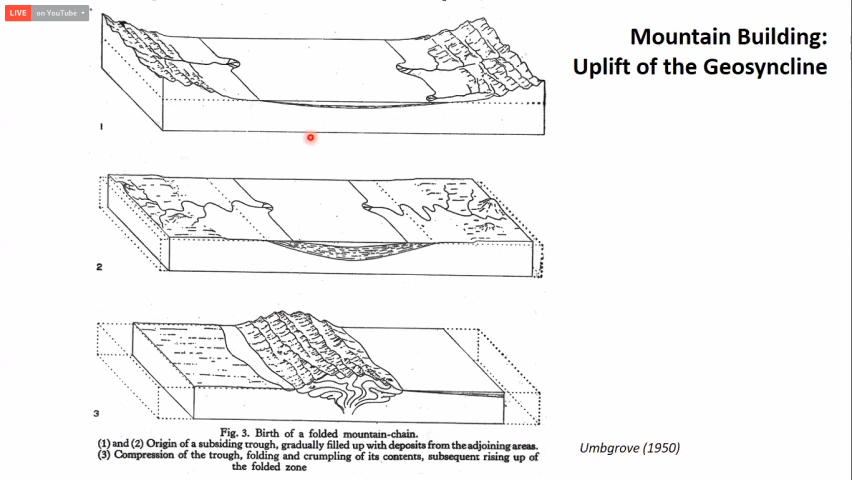 LIVE on YouTube
Mountain Building:
Uplift of the Geosyncline
1
2
3
Fig. 3. Birth of a folded mountain-chain.
(1) and (2) Origin of a subsiding trough, gradually filled up with deposits from the adjoining areas.
(3) Compression of the trough, folding and crumpling of its contents, subsequent rising up of
the folded zone
Umbgrove (1950)